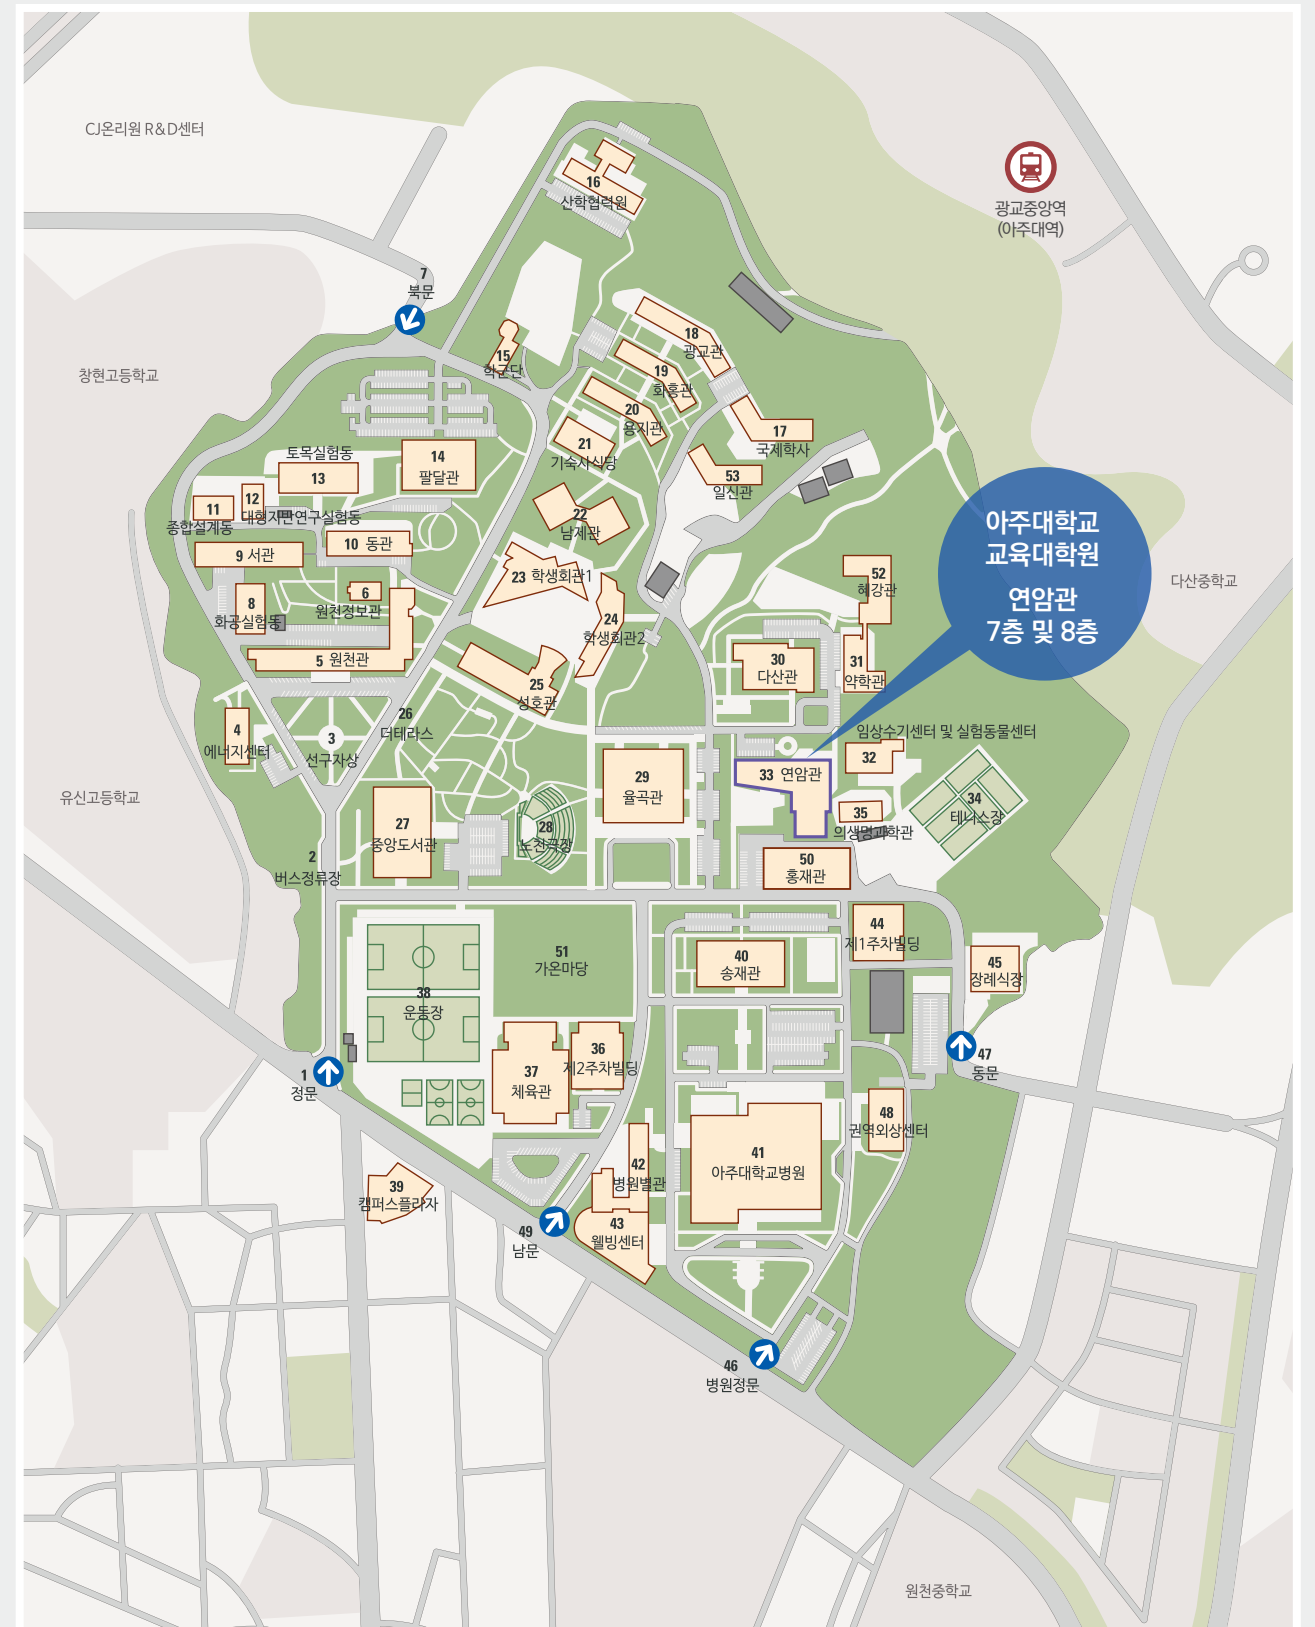 CJ온리원 R&D센터
16
산학협력원
광교중앙역
(아주대역)
7
북문
창현고등학교
15
학군단
18
광교관
19
화홍관
20
용지관
21
기숙사식당
17
국제학사
53
일신관
14
팔달관
토목실험동
13
12
대형지반연구실험동
11
종합설계동
10 동관
9 서관
22
남제관
23 학생회관1
24
학생회관2
아주대학교
교육대학원
연암관
7층 및 8층
다산중학교
52
혜강관
8
화공실험동
6
원천정보관
5 원천관
25
성호관
30
다산관
31
약학관
4
에너지센터
3
선구자상
26
더테라스
임상수기센터 및 실험동물센터
32
33 연암관
29
율곡관
유신고등학교
27
중앙도서관
28
노천극장
35
의생명과학관
34
테니스장
2
버스정류장
50
홍재관
44
제1주차빌딩
51
가온마당
40
송재관
45
장례식장
38
운동장
1
정문
37
체육관
36
제2주차빌딩
47
동문
48
권역외상센터
41
아주대학교병원
42
병원별관
39
캠퍼스플라자
43
웰빙센터
49
남문
46
병원정문
원천중학교